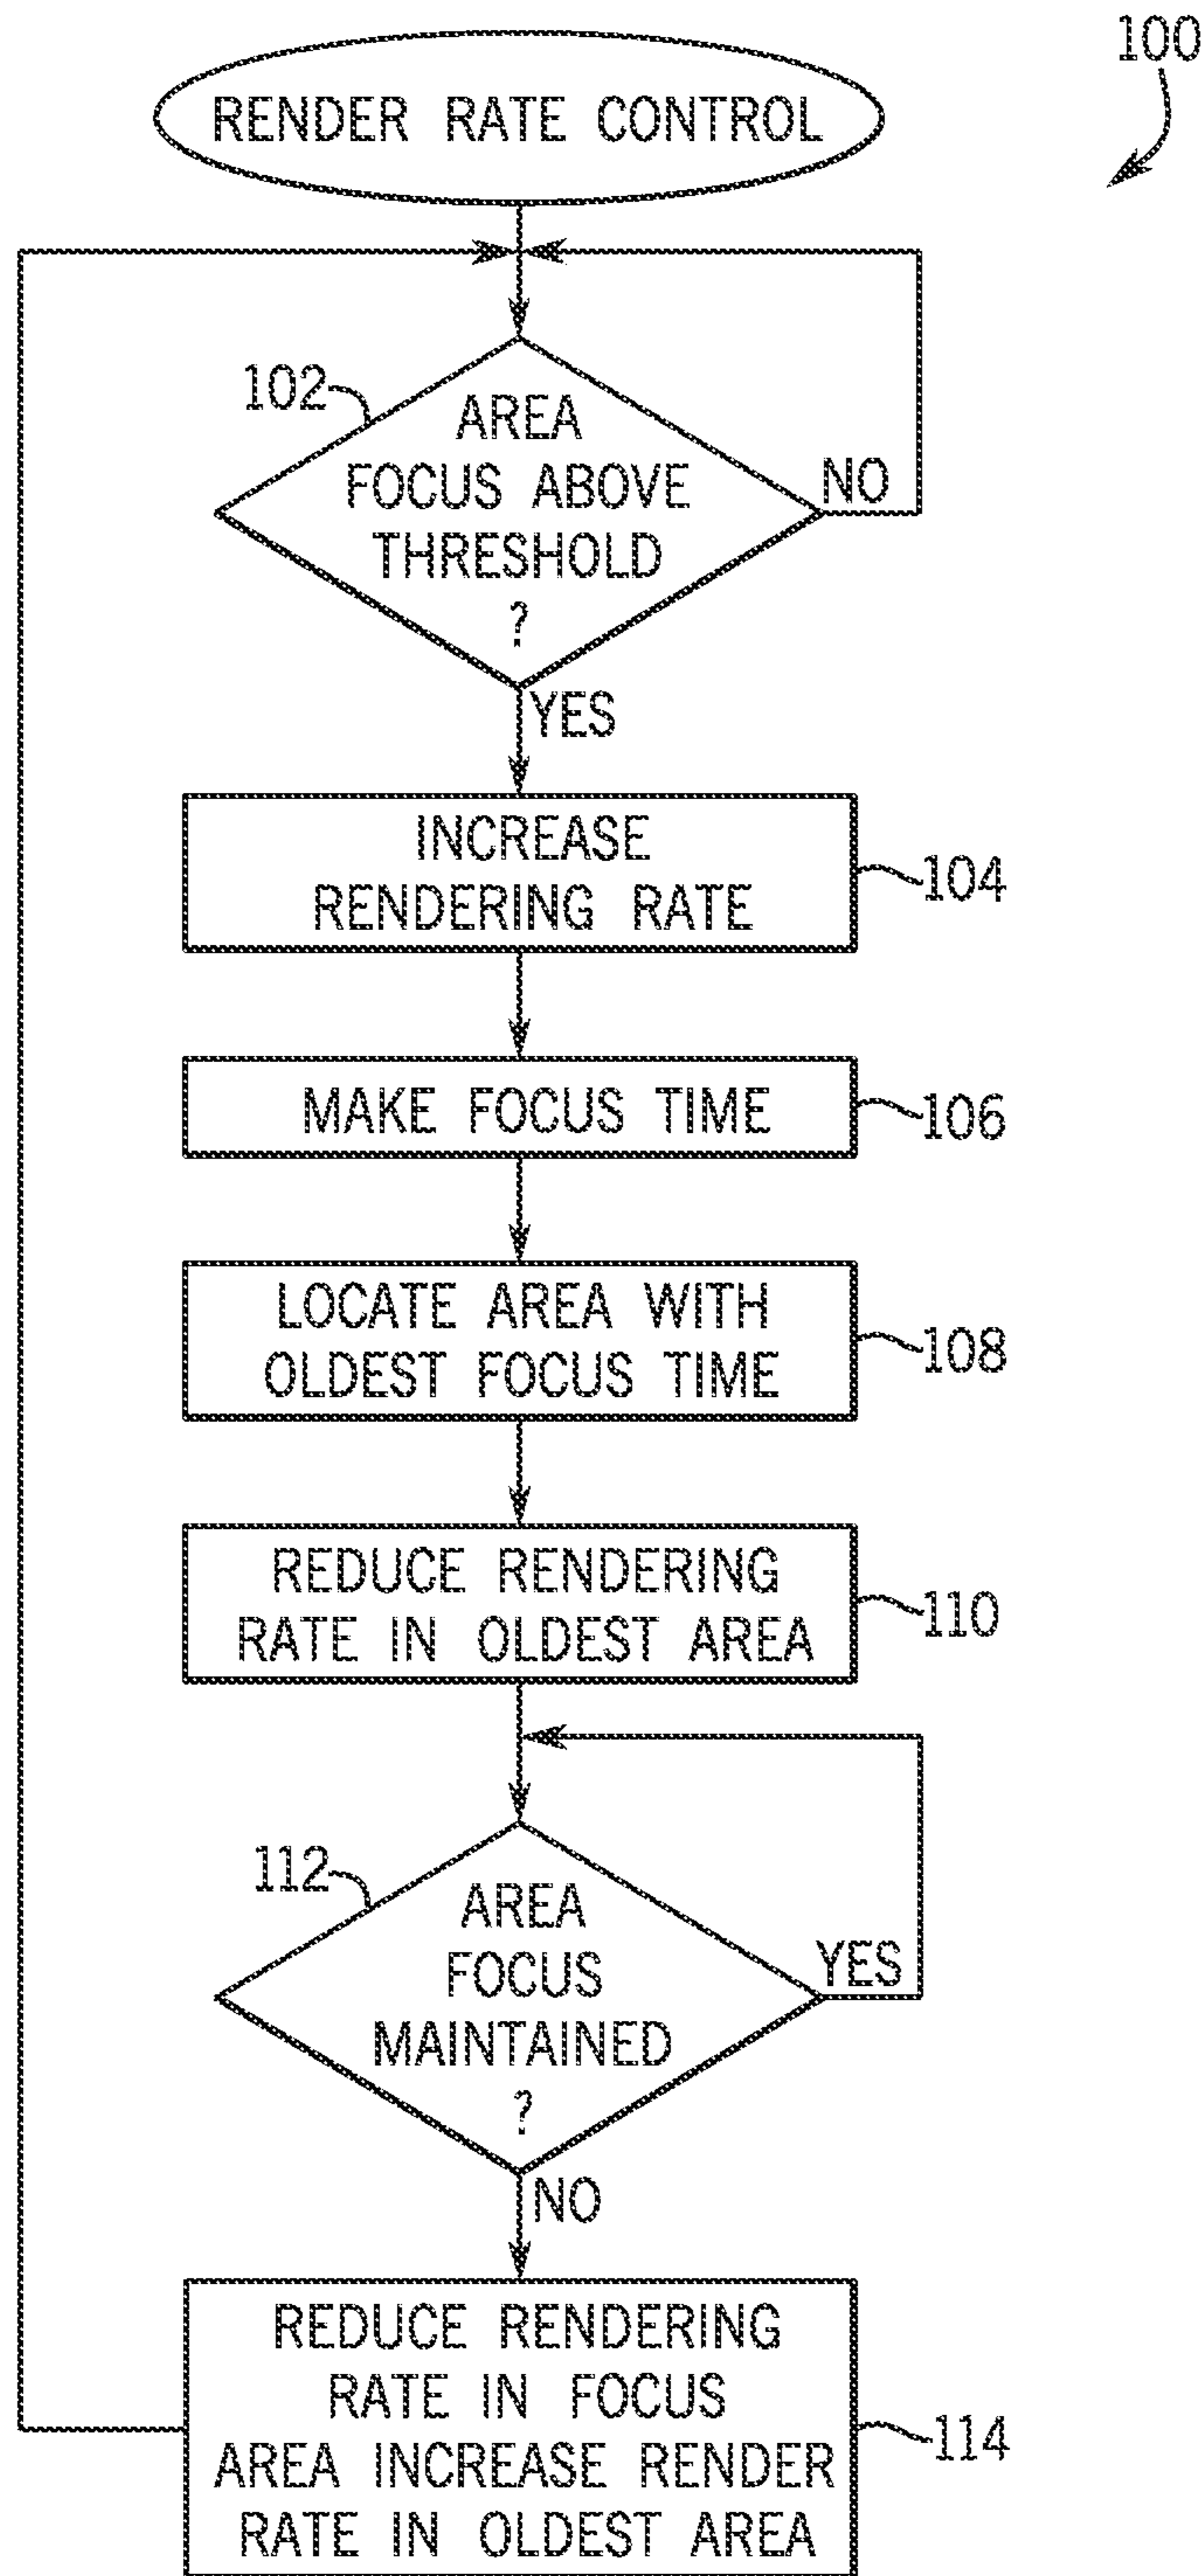 100
RENDER RATE CONTROL
102
AREA
FOCUS ABOVE
THRESHOLD
?
NO
YES
INCREASE
RENDERING RATE
104
MAKE FOCUS TIME
106
LOCATE AREA WITH
OLDEST FOCUS TIME
108
REDUCE RENDERING
RATE IN OLDEST AREA
110
112
AREA
FOCUS
MAINTAINED
?
YES
NO
REDUCE RENDERING
RATE IN FOCUS
AREA INCREASE RENDER
RATE IN OLDEST AREA
114